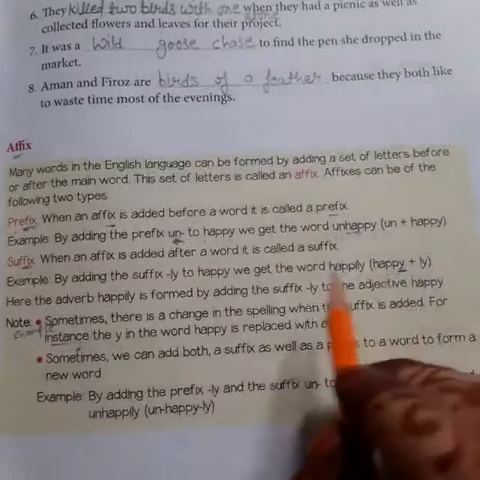 6. They killed two birds with one stone when they had a picnic as well as
collected flowers and leaves for their project.
7. It was a wild goose chase to find the pen she dropped in the
market.
8. Aman and Firoz are birds of a feather because they both like
to waste time most of the evenings.
Affix
Many words in the English language can be formed by adding a set of letters before
or after the main word. This set of letters is called an affix. Affixes can be of the
following two types
Prefix: When an affix is added before a word it is called a prefix.
Example: By adding the prefix un- to happy we get the word unhappy (un + happy)
Suffix: When an affix is added after a word it is called a suffix.
Example: By adding the suffix -ly to happy we get the word happily (happy + ly)
Here the adverb happily is formed by adding the suffix -ly to the adjective happy
Note: • Sometimes, there is a change in the spelling when the suffix is added. For
instance the y in the word happy is replaced with
• Sometimes, we can add both, a suffix as well as a to a word to form a
new word.
Example: By adding the prefix -ly and the suffix un- to
unhappily (un-happy-ly)